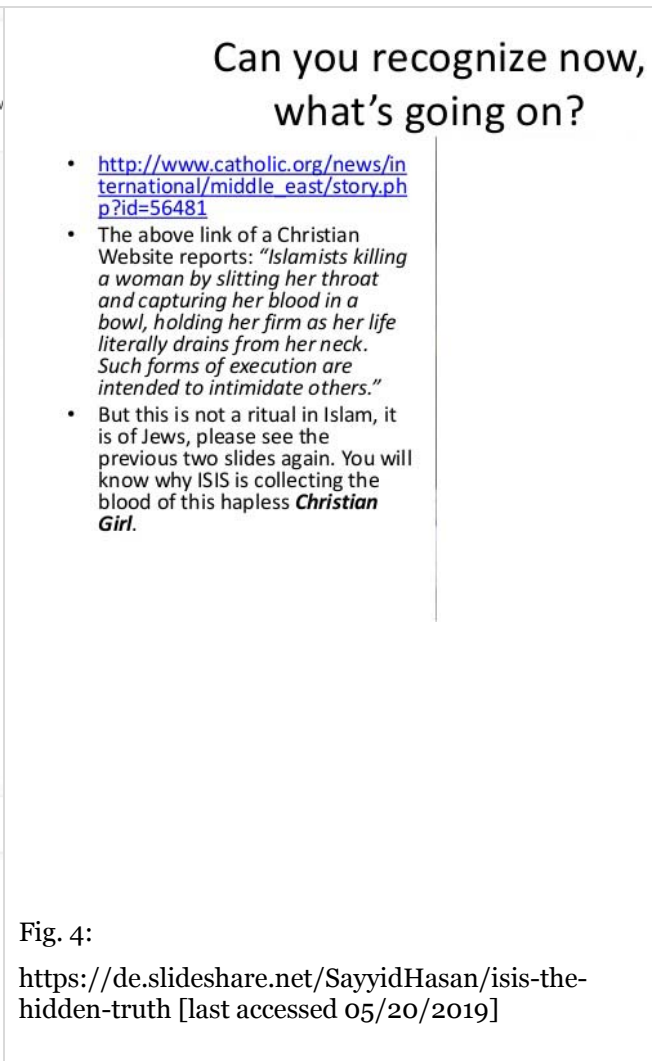 Can you recognize now,
what's going on?
• http://www.catholic.org/news/in
ternational/middle_east/story.ph
p?id=56481
• The above link of a Christian
Website reports: “Islamists killing
a woman by slitting her throat
and capturing her blood in a
bowl, holding her firm as her life
literally drains from her neck.
Such forms of execution are
intended to intimidate others.”
• But this is not a ritual in Islam, it
is of Jews, please see the
previous two slides again. You will
know why ISIS is collecting the
blood of this hapless Christian
Girl.
Fig. 4:
https://de.slideshare.net/SayyidHasan/isis-the-
hidden-truth [last accessed 05/20/2019]